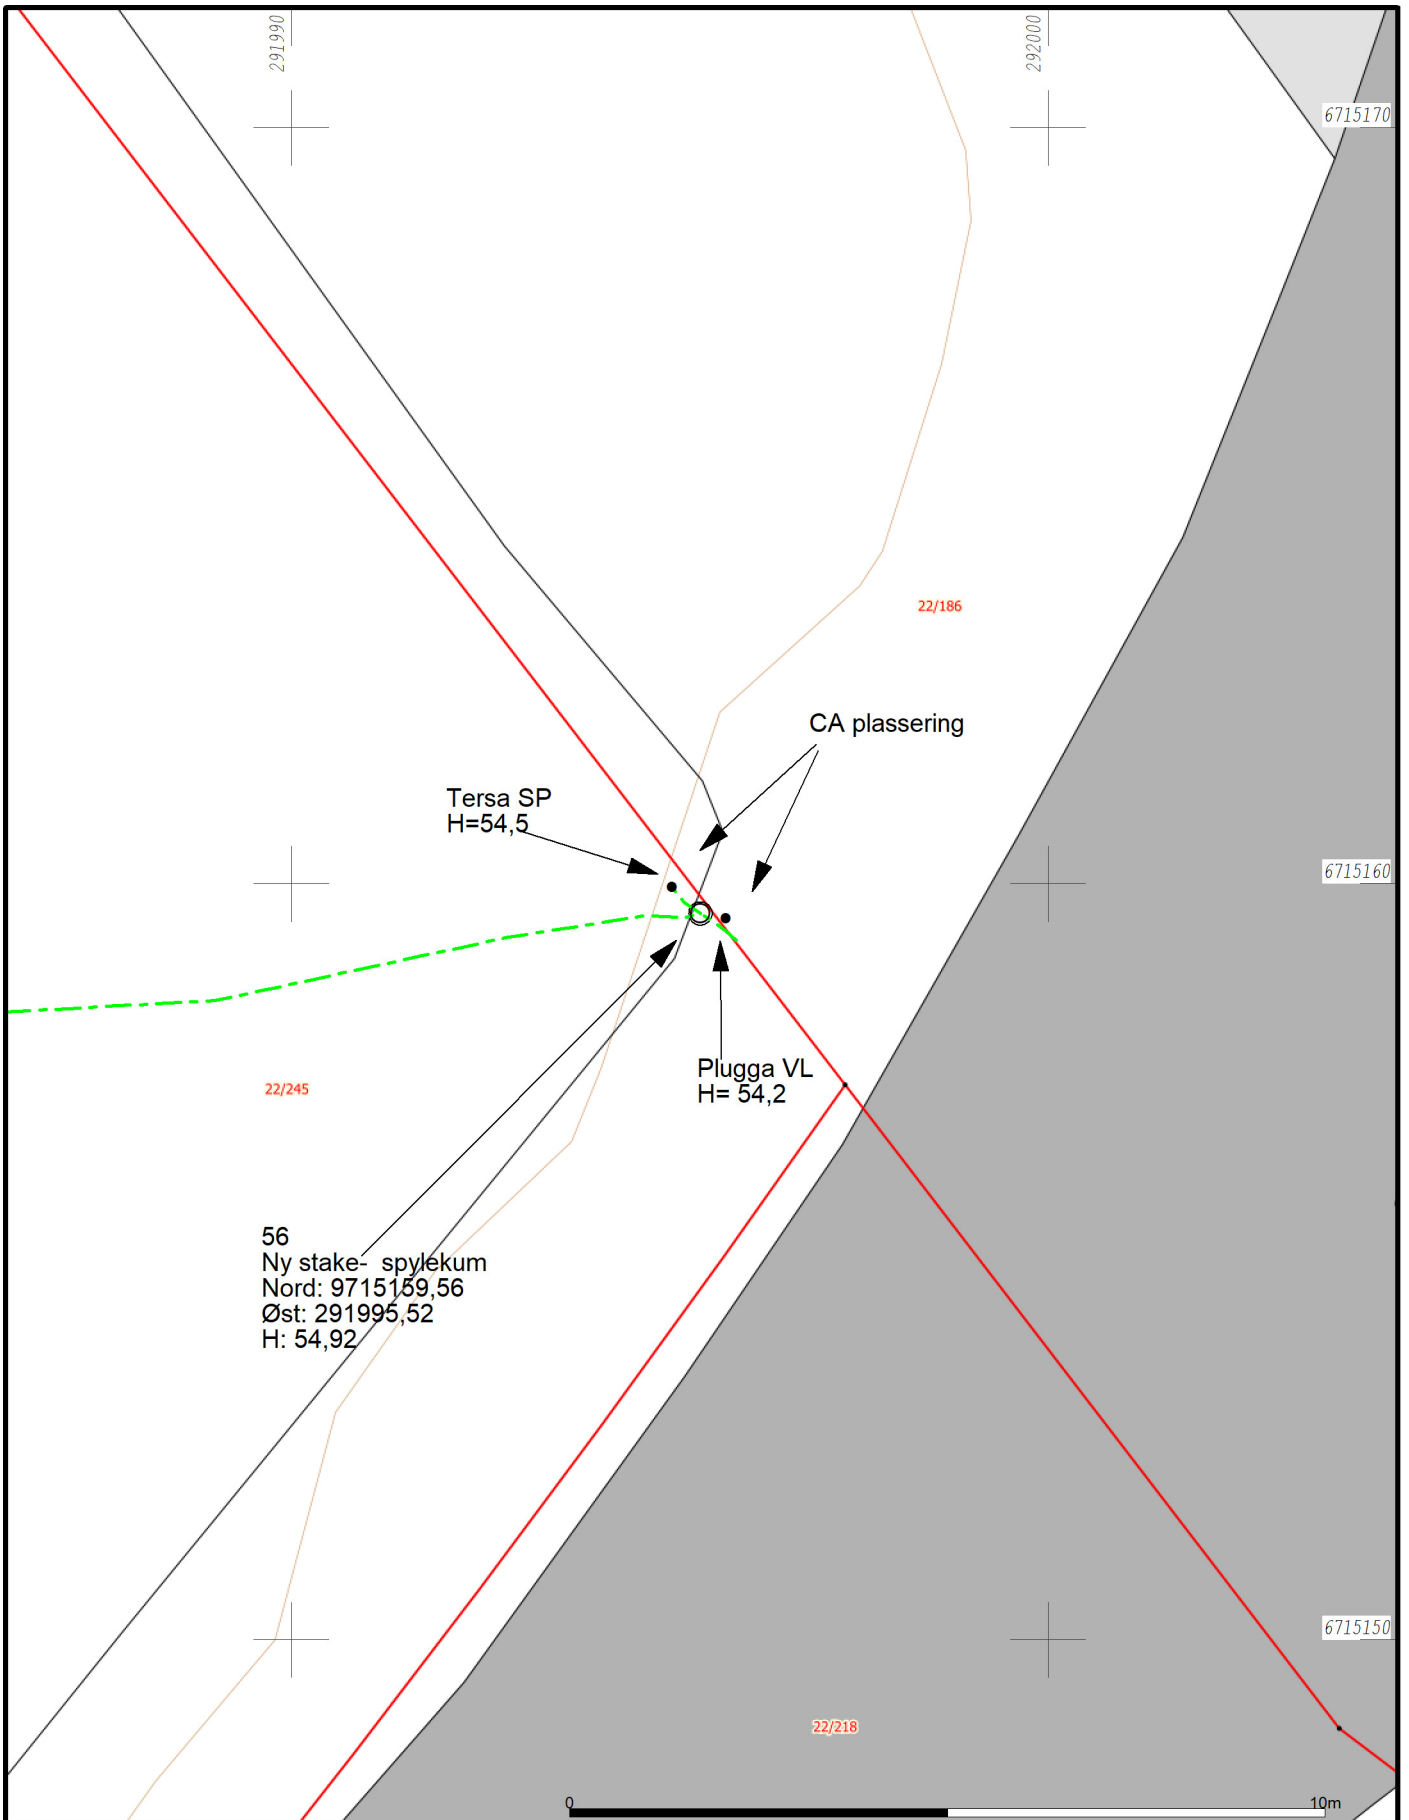 291990
292000
6715170
22/186
CA plassering
Tersa SP
H=54,5
6715160
Plugga VL
H= 54,2
22/245
56
Ny stake-  spylekum
Nord: 9715159,56
Øst: 291995,52
H: 54,92
6715150
22/218
0
10m